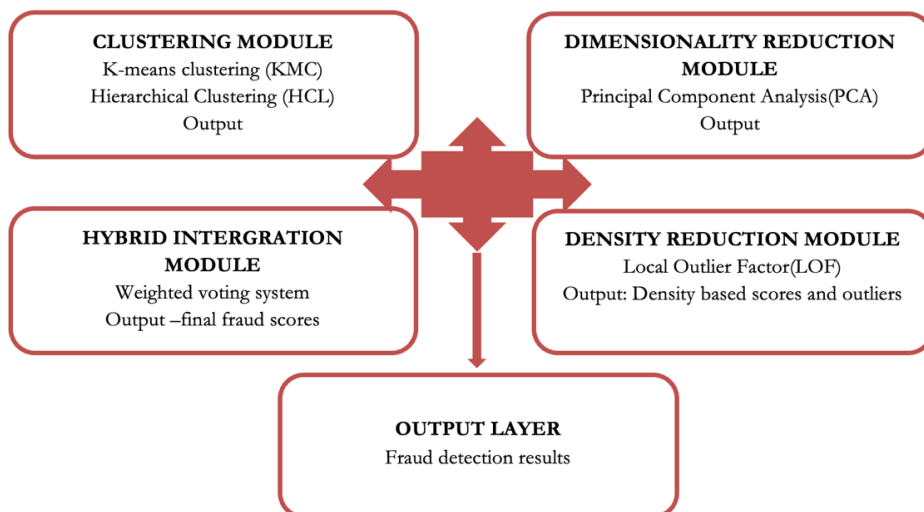 CLUSTERING MODULE
K-means clustering (KMC)
Hierarchical Clustering (HCL)
Output
DIMENSIONALITY REDUCTION
MODULE
Principal Component Analysis(PCA)
Output
HYBRID INTERGRATION
MODULE
Weighted voting system
Output –final fraud scores
DENSITY REDUCTION MODULE
Local Outlier Factor(LOF)
Output: Density based scores and outliers
OUTPUT LAYER
Fraud detection results